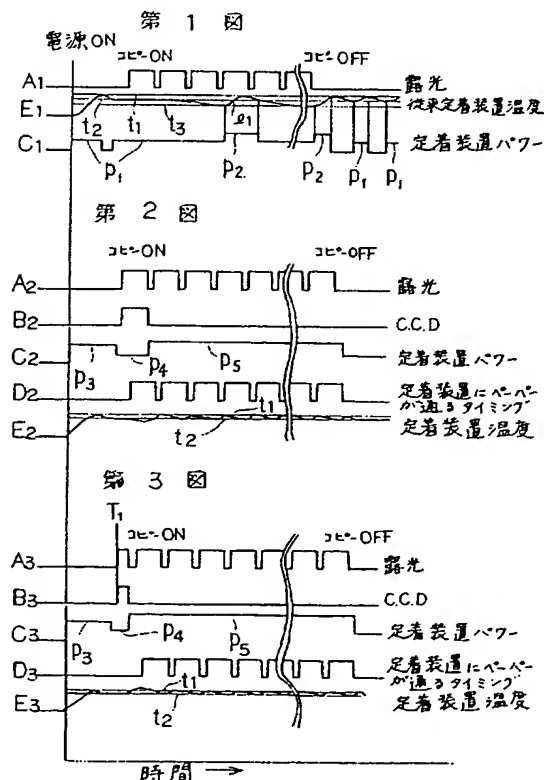 第1図
電源ON
コピーON コピーOFF
A1 露光
E1 従来定着装置温度
t2 t1 t3 e1
C1 定着装置パワー
P1 P2 P2 P1 P1
第2図
コピーON コピーOFF
A2 露光
B2 C.C.D
C2 定着装置パワー
P3 P4 P5
D2 定着装置にペーパー
t1 が通るタイミング
E2 定着装置温度
t2
第3図
T1
コピーON コピーOFF
A3 露光
B3 C.C.D
C3 定着装置パワー
P3 P4 P5
D3 定着装置にペーパー
t1 が通るタイミング
E3 定着装置温度
t2
時間 →